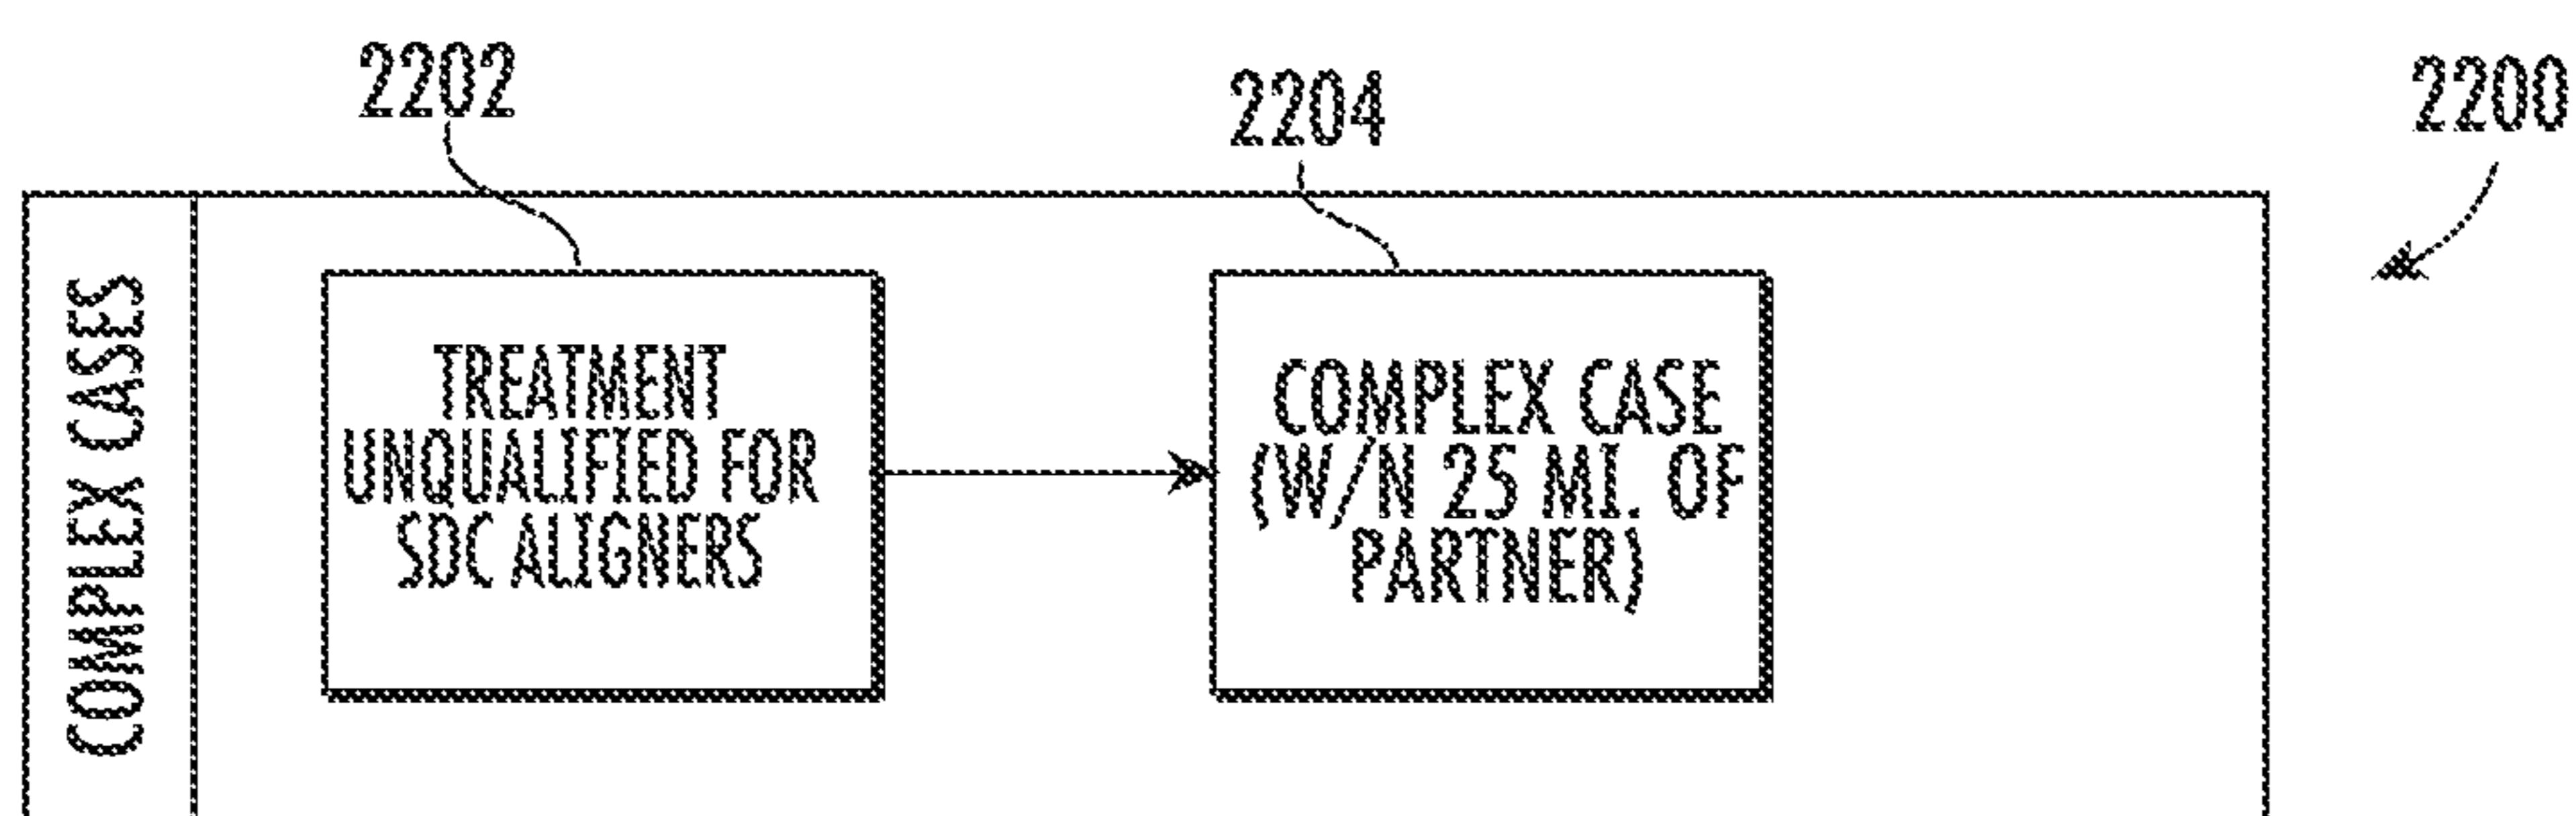 2202
2204
2200
COMPLEX CASES
TREATMENT
UNQUALIFIED FOR
SDC ALIGNERS
COMPLEX CASE
(W/N 25 MI. OF
PARTNER)